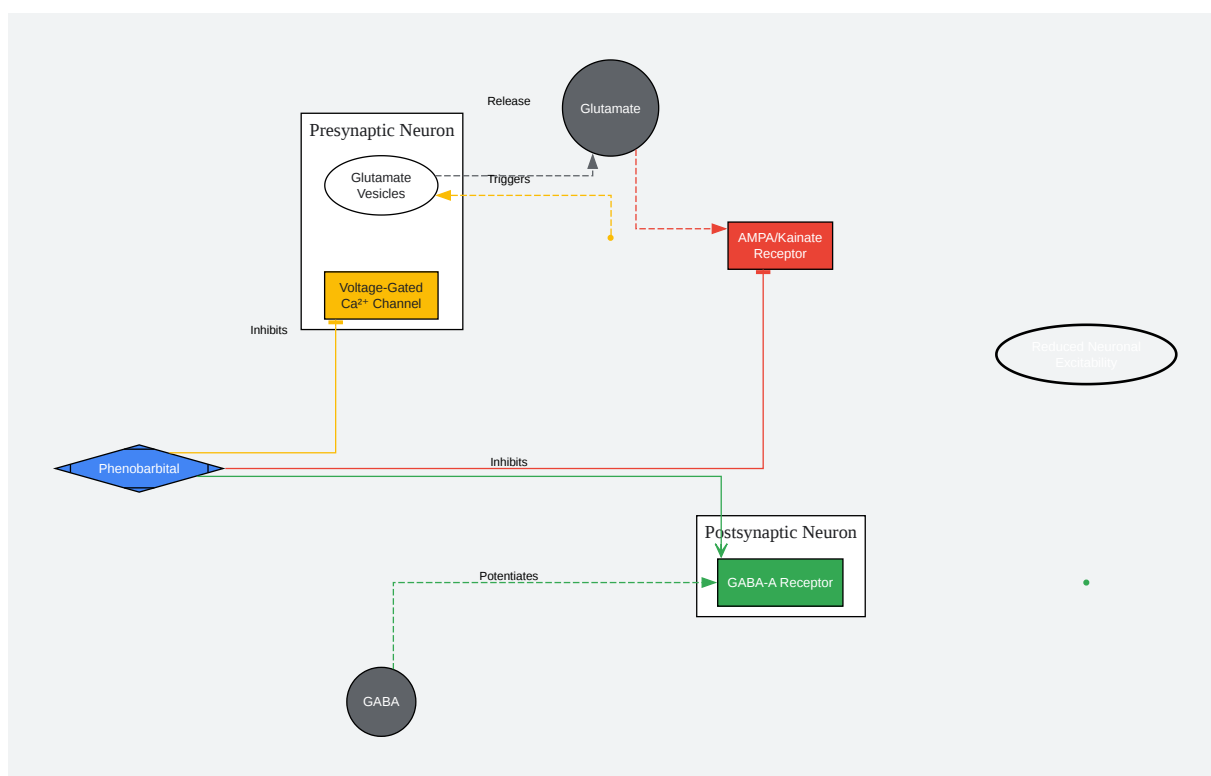 Release
Glutamate
Presynaptic Neuron
Glutamate
Vesicles
Triggers
AMPA/Kainate
Receptor
Voltage-Gated
Ca²⁺ Channel
Inhibits
Reduced Neuronal
Excitability
Phenobarbital
Inhibits
Postsynaptic Neuron
Potentiates
GABA-A Receptor
GABA